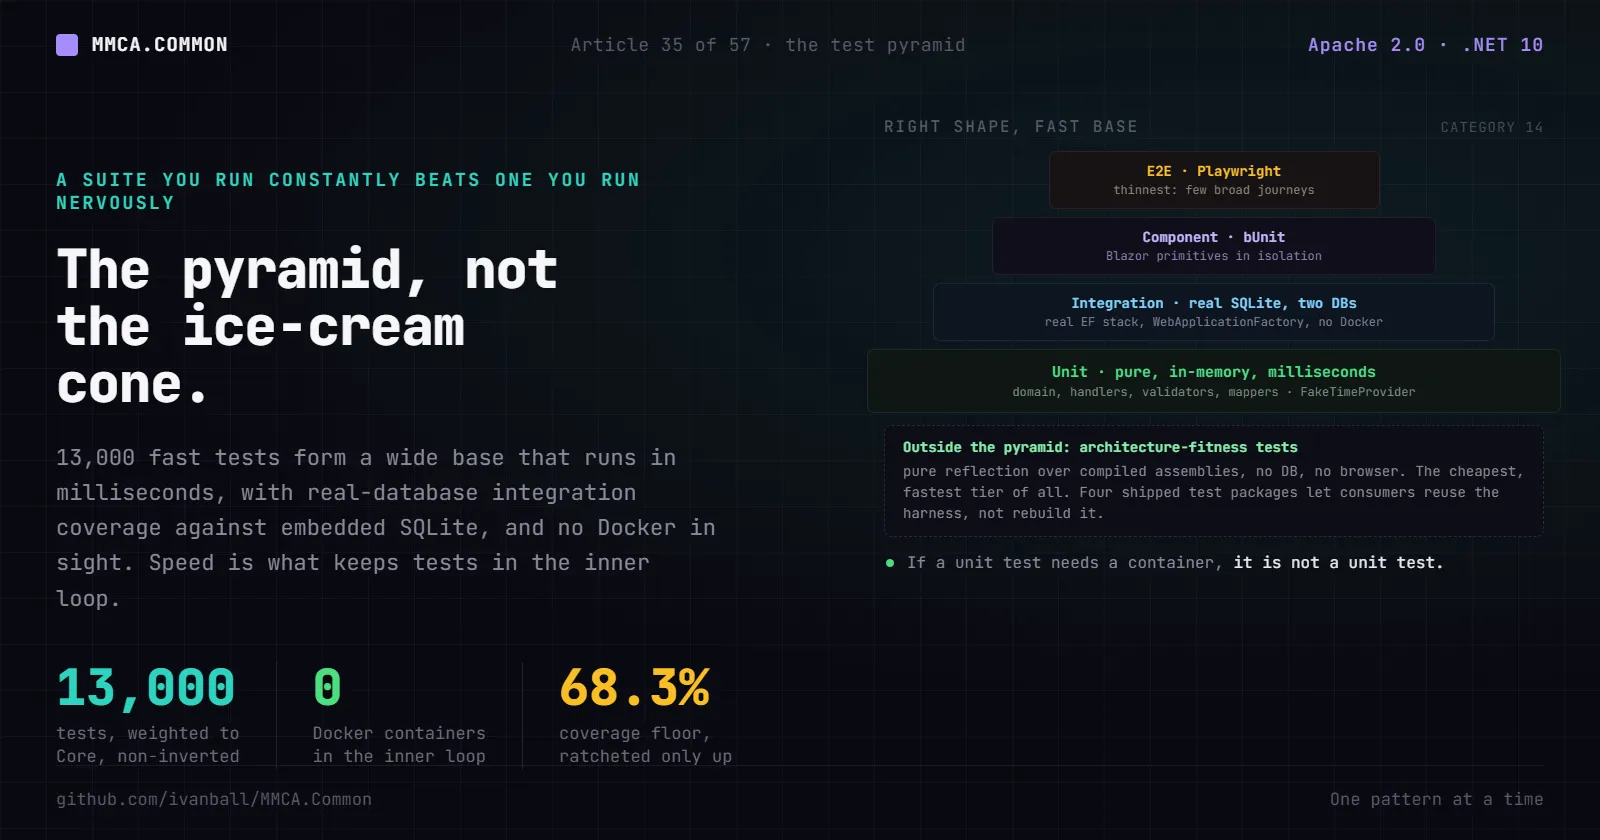 MMCA.COMMON
Article 35 of 57 · the test pyramid
Apache 2.0 · .NET 10
A SUITE YOU RUN CONSTANTLY BEATS ONE YOU RUN
NERVOUSLY
The pyramid, not
the ice-cream
cone.
13,000 fast tests form a wide base that runs in
milliseconds, with real-database integration
coverage against embedded SQLite, and no Docker in
sight. Speed is what keeps tests in the inner
loop.
13,000
tests, weighted to
Core, non-inverted
0
Docker containers
in the inner loop
68.3%
coverage floor,
ratcheted only up
RIGHT SHAPE, FAST BASE
CATEGORY 14
E2E · Playwright
thinnest: few broad journeys
Component · bUnit
Blazor primitives in isolation
Integration · real SQLite, two DBs
real EF stack, WebApplicationFactory, no Docker
Unit · pure, in-memory, milliseconds
domain, handlers, validators, mappers · FakeTimeProvider
Outside the pyramid: architecture-fitness tests
pure reflection over compiled assemblies, no DB, no browser. The cheapest,
fastest tier of all. Four shipped test packages let consumers reuse the
harness, not rebuild it.
If a unit test needs a container, it is not a unit test.
github.com/ivanball/MMCA.Common
One pattern at a time